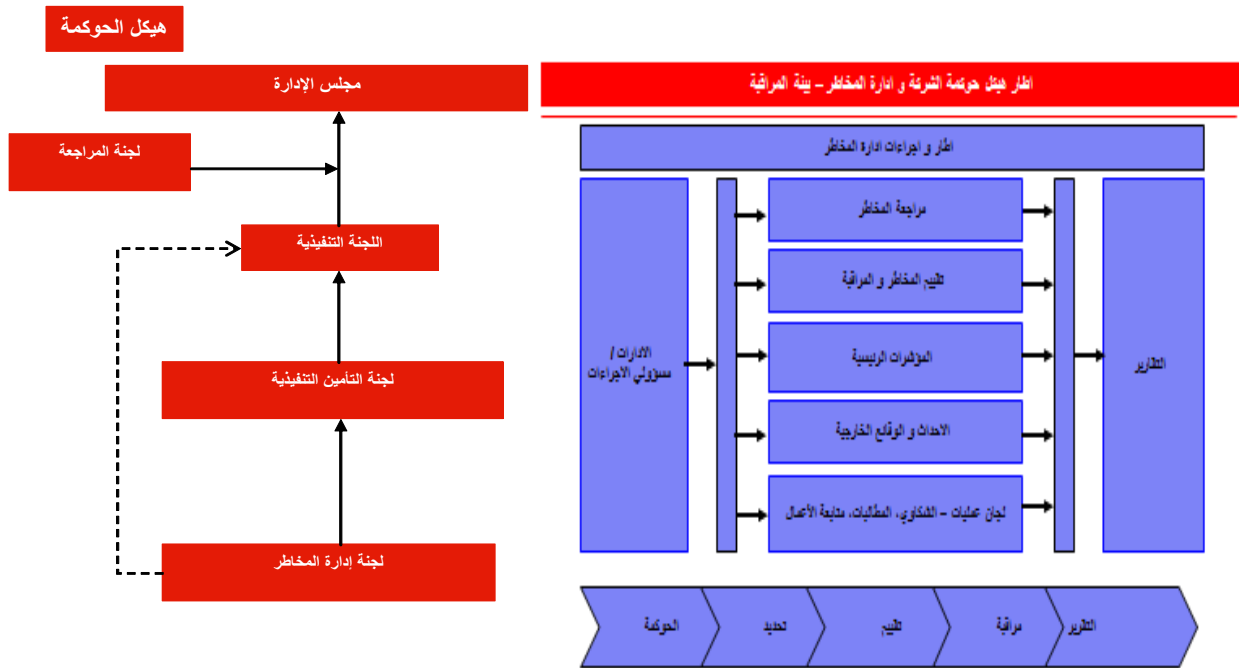 هيكل الحوكمة
مجلس الإدارة
لجنة المراجعة
اللجنة التنفيذية
لجنة التأمين التنفيذية
لجنة إدارة المخاطر
اطار هيكل حوكمة الشركة و ادارة المخاطر – بيئة المراقبة
اطار و اجراءات ادارة المخاطر
الادارات /
مسؤولي الاجراءات
مراجعة المخاطر
تقييم المخاطر و المراقبة
المؤشرات الرئيسية
الاحداث و الوقائع الخارجية
لجان عمليات – الشكاوي، المطالبات، متابعة الأعمال
التقارير
الحوكمة
تحديد
تقييم
مراقبة
التقرير